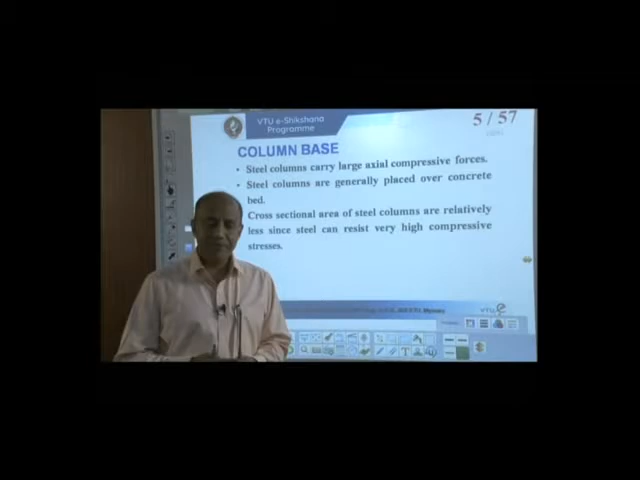 VTU e-Shikshana
Programme
5 / 57
COLUMN BASE
• Steel columns carry large axial compressive forces.
• Steel columns are generally placed over concrete
bed.
Cross sectional area of steel columns are relatively
less since steel can resist very high compressive
stresses.
VTU e